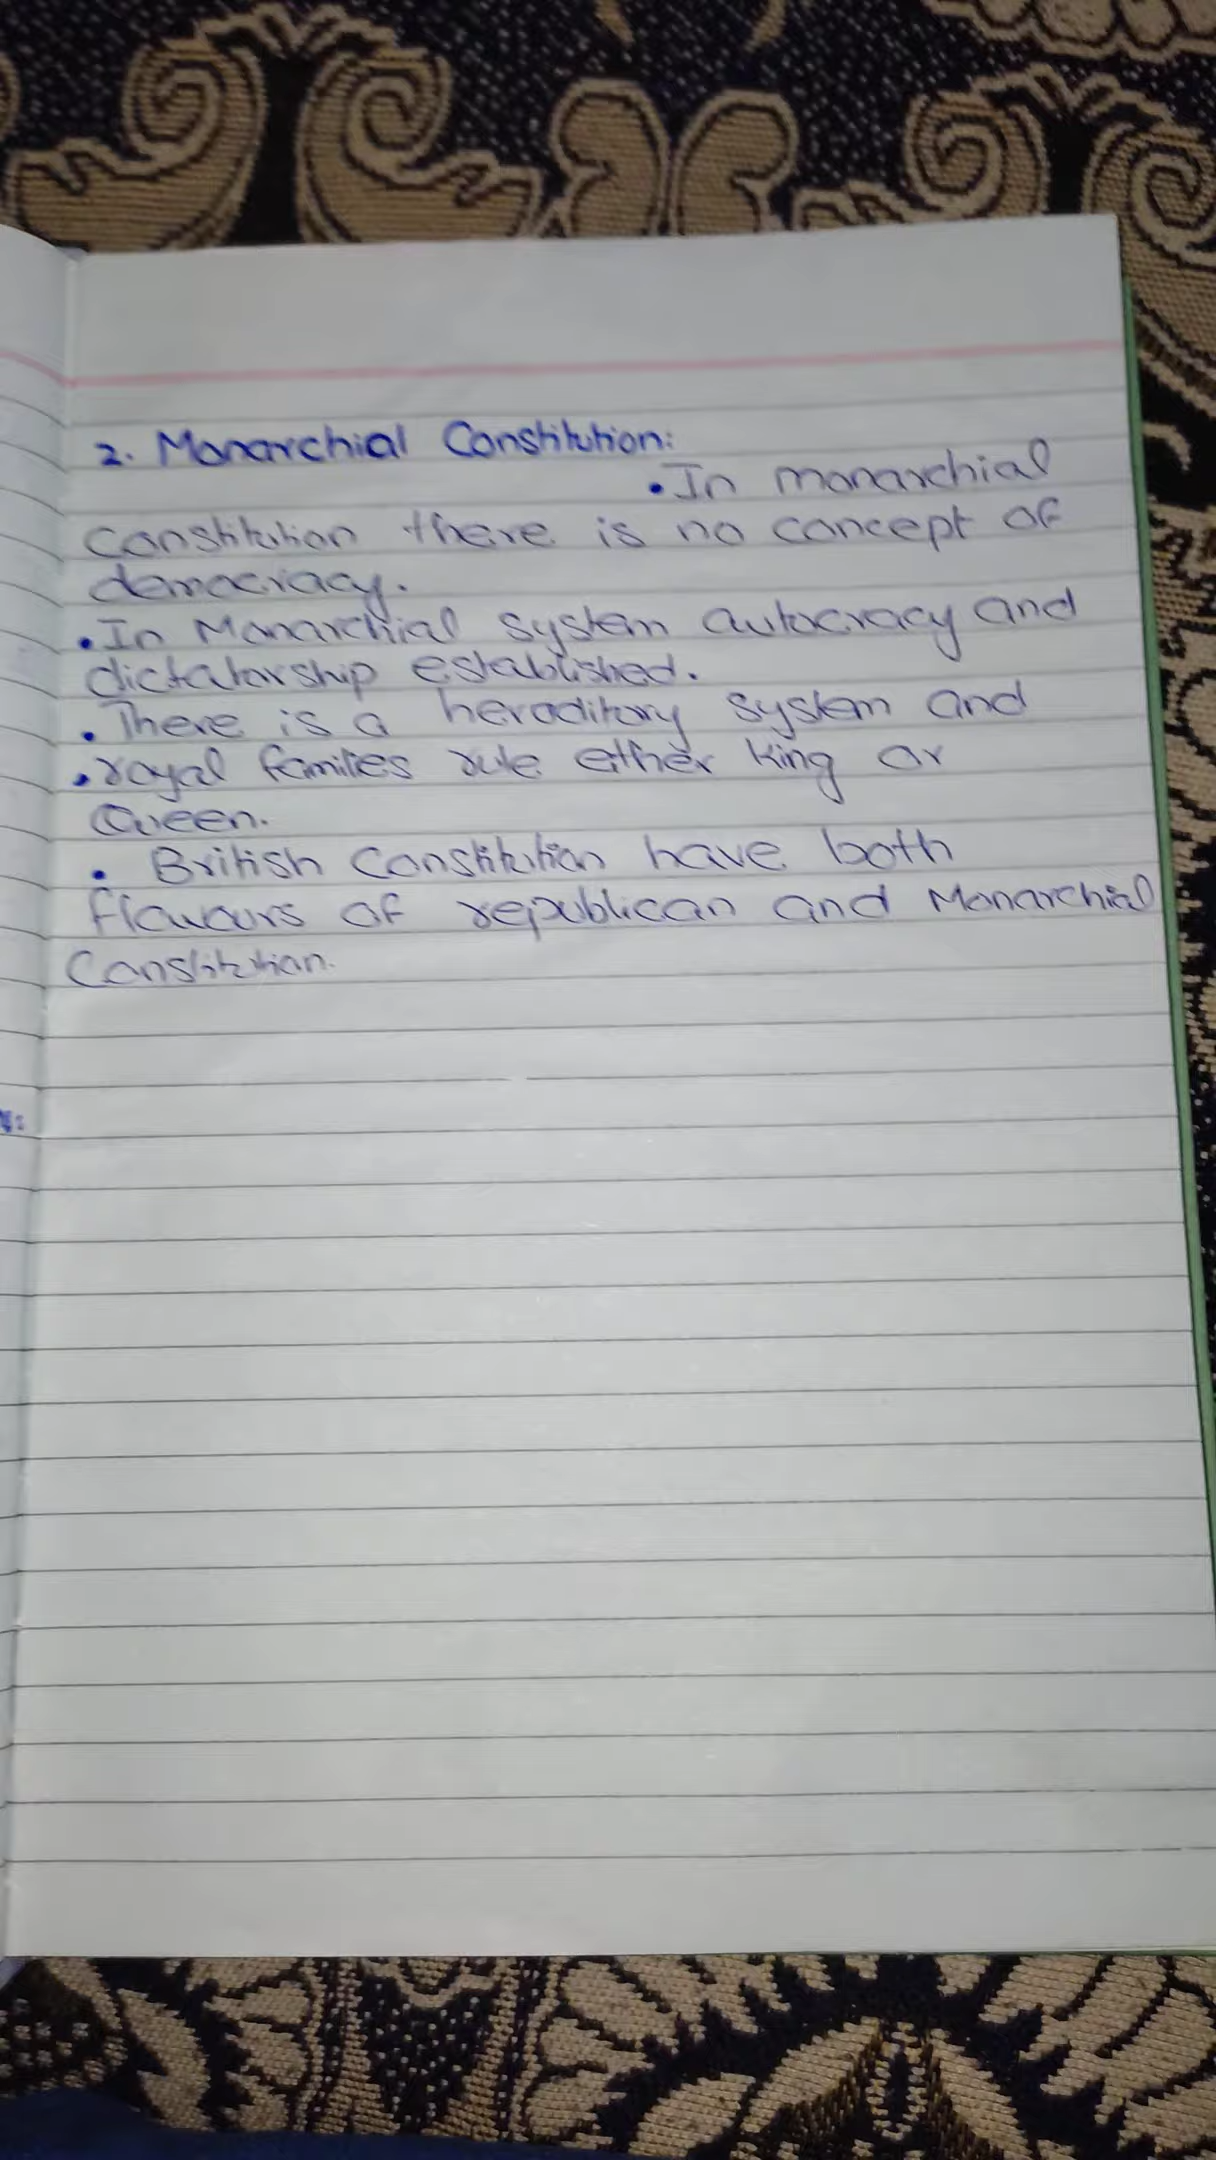 2. Monarchial Constitution:
• In monarchial
constitution there is no concept of
democracy.
• In Monarchial system autocracy and
dictatorship established.
• There is a heroditory system and
• royal families rule either king or
Queen.
• British constitution have both
flavours of republican and Monarchial
Constitution.